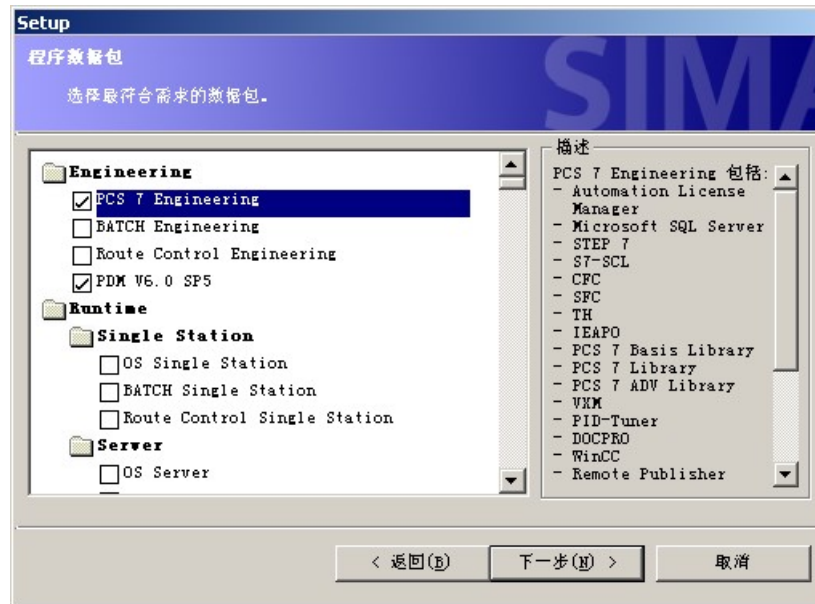 Setup
程序数据包
选择最符合需求的数据包。
SIMA
Engineering
PCS 7 Engineering
BATCH Engineering
Route Control Engineering
PDM V6.0 SP5
Runtime
Single Station
OS Single Station
BATCH Single Station
Route Control Single Station
Server
OS Server
描述
PCS 7 Engineering 包括:
- Automation License
Manager
- Microsoft SQL Server
- STEP 7
- S7-SCL
- CFC
- SFC
- TH
- IEAPO
- PCS 7 Basis Library
- PCS 7 Library
- PCS 7 ADV Library
- VXM
- PID-Tuner
- DOCPRO
- WinCC
- Remote Publisher
< 返回(B)
下一步(N) >
取消